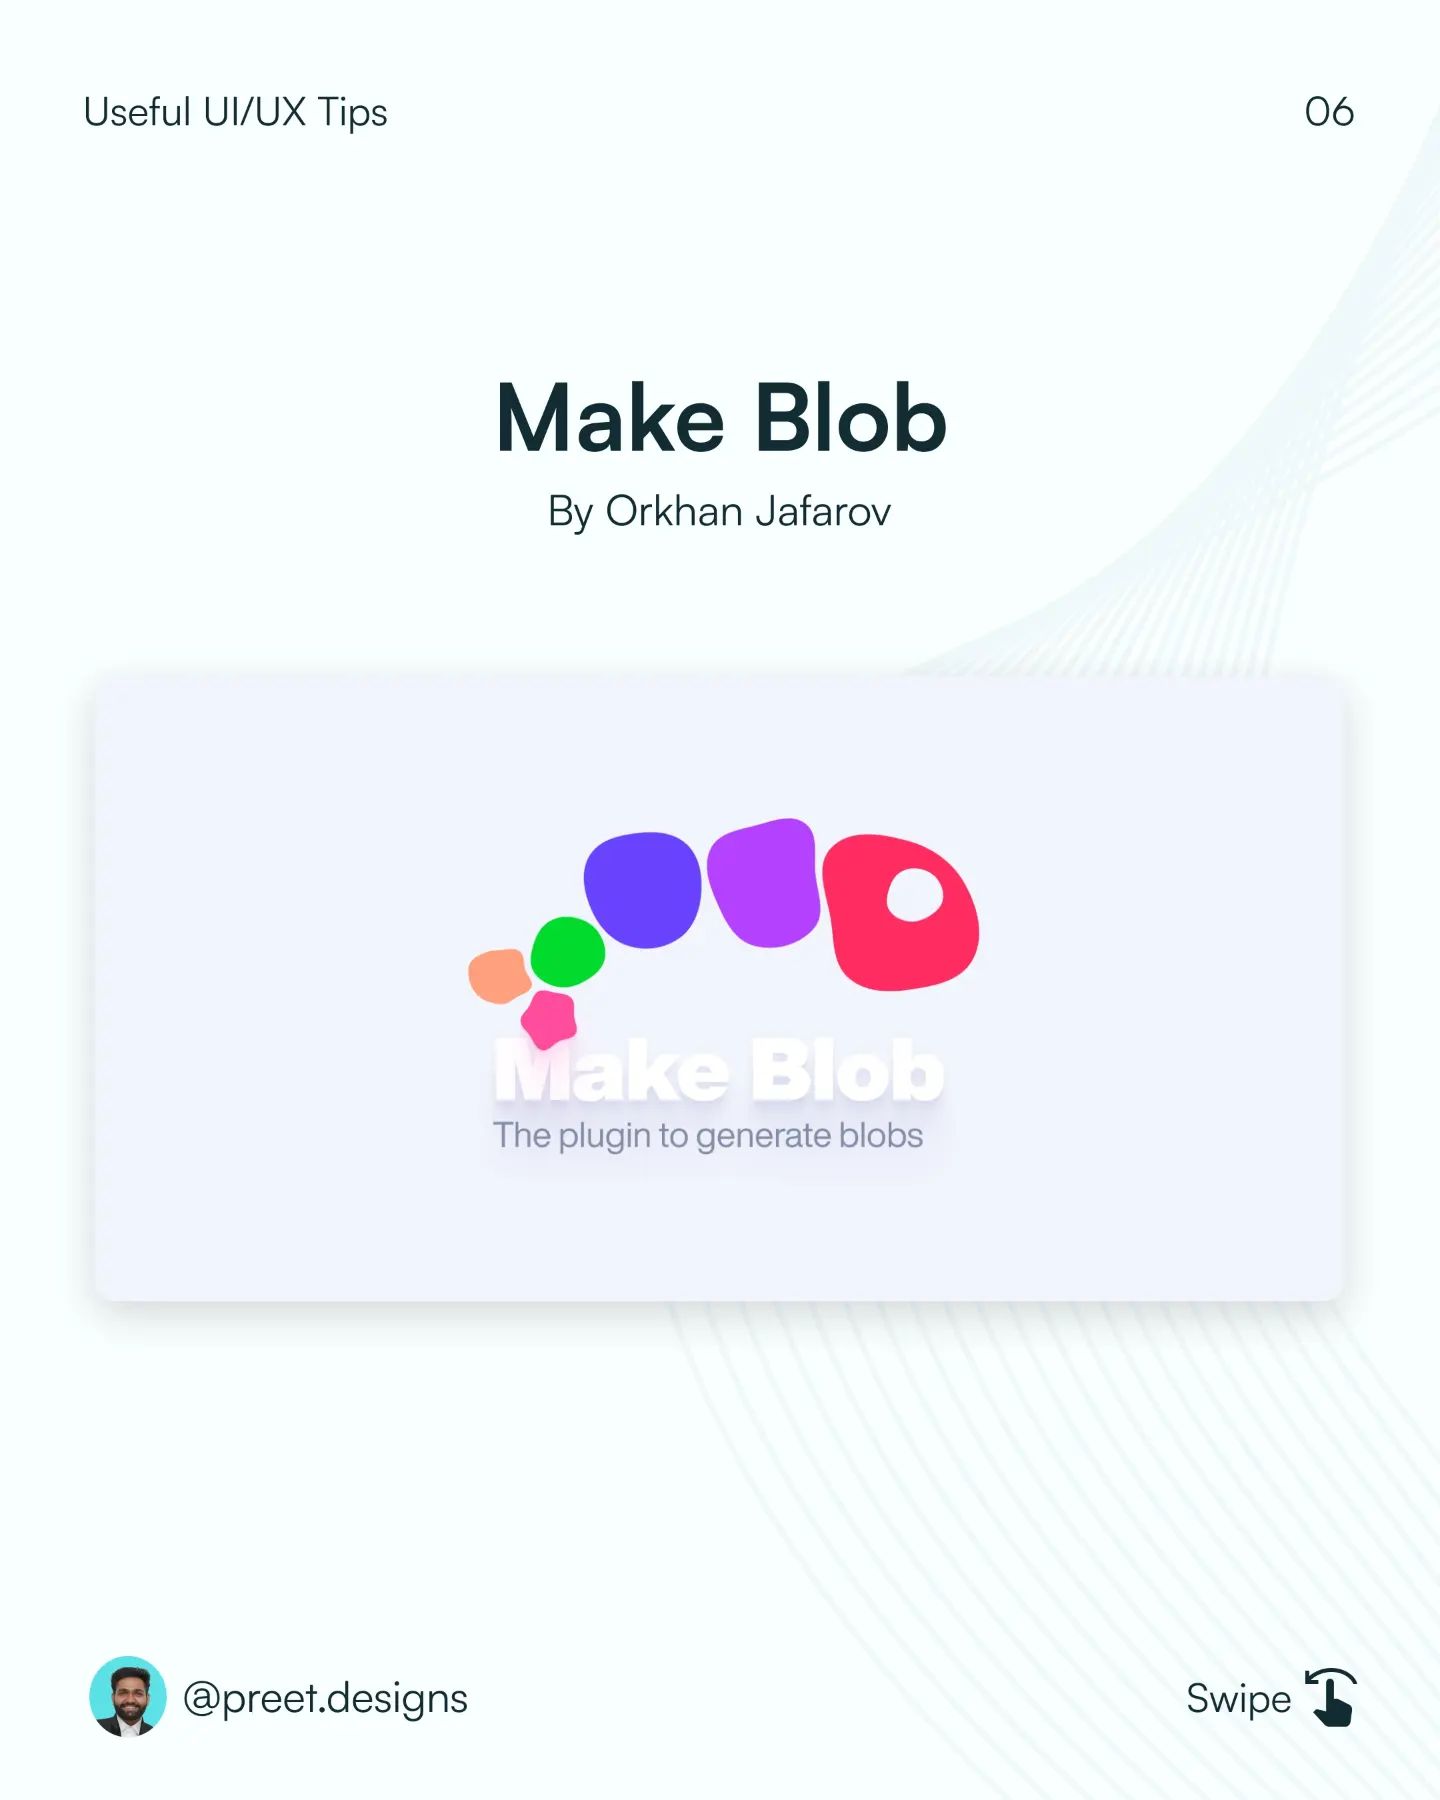 Useful UI/UX Tips
06
Make Blob
By Orkhan Jafarov
Make Blob
The plugin to generate blobs
@preet.designs
Swipe